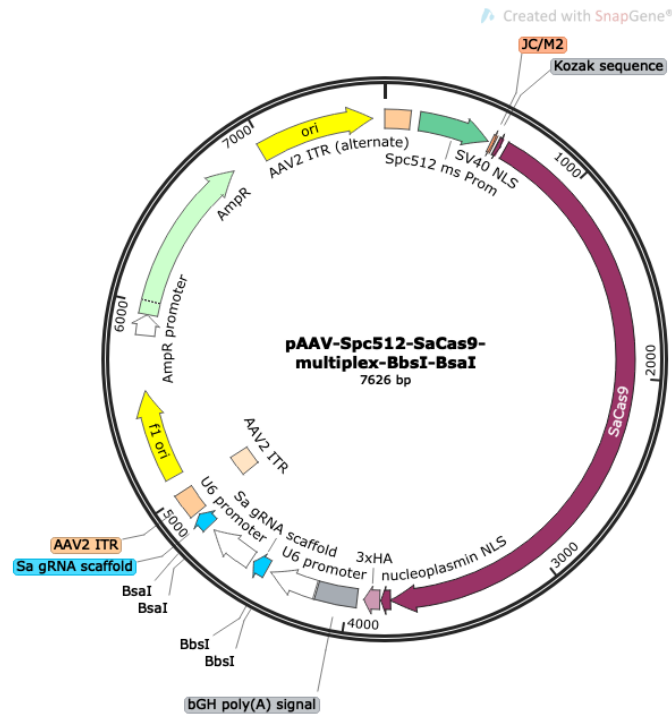 Created with SnapGene®
JC/M2
Kozak sequence
ori
7000
AAV2 ITR (alternate)
Spc512 ms Prom
SV40 NLS
1000
AmpR
6000
AmpR promoter
pAAV-Spc512-SaCas9-
multiplex-BbsI-BsaI
7626 bp
2000
SaCas9
f1 ori
AAV2 ITR
5000
U6 promoter
Sa gRNA scaffold
U6 promoter
3xHA
nucleoplasmin NLS
3000
AAV2 ITR
Sa gRNA scaffold
BsaI
BsaI
4000
BbsI
BbsI
bGH poly(A) signal